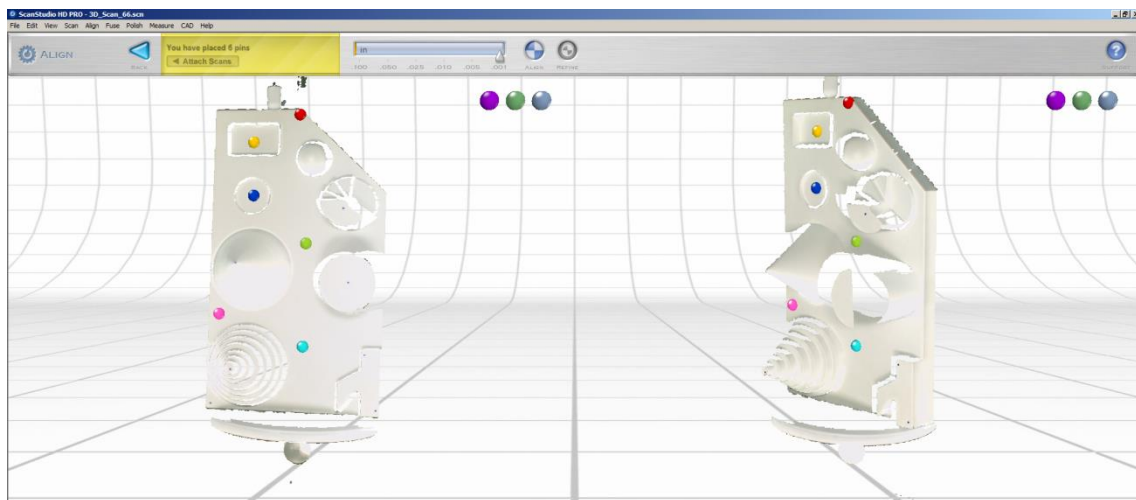 ScanStudio HD PRO - 3D_Scan_66.scn
File Edit View Scan Align Fuse Polish Measure CAD Help
ALIGN
BACK
You have placed 6 pins
Attach Scans
in
.100 .050 .025 .010 .005 .001
ALIGN
REFINE
SUPPORT